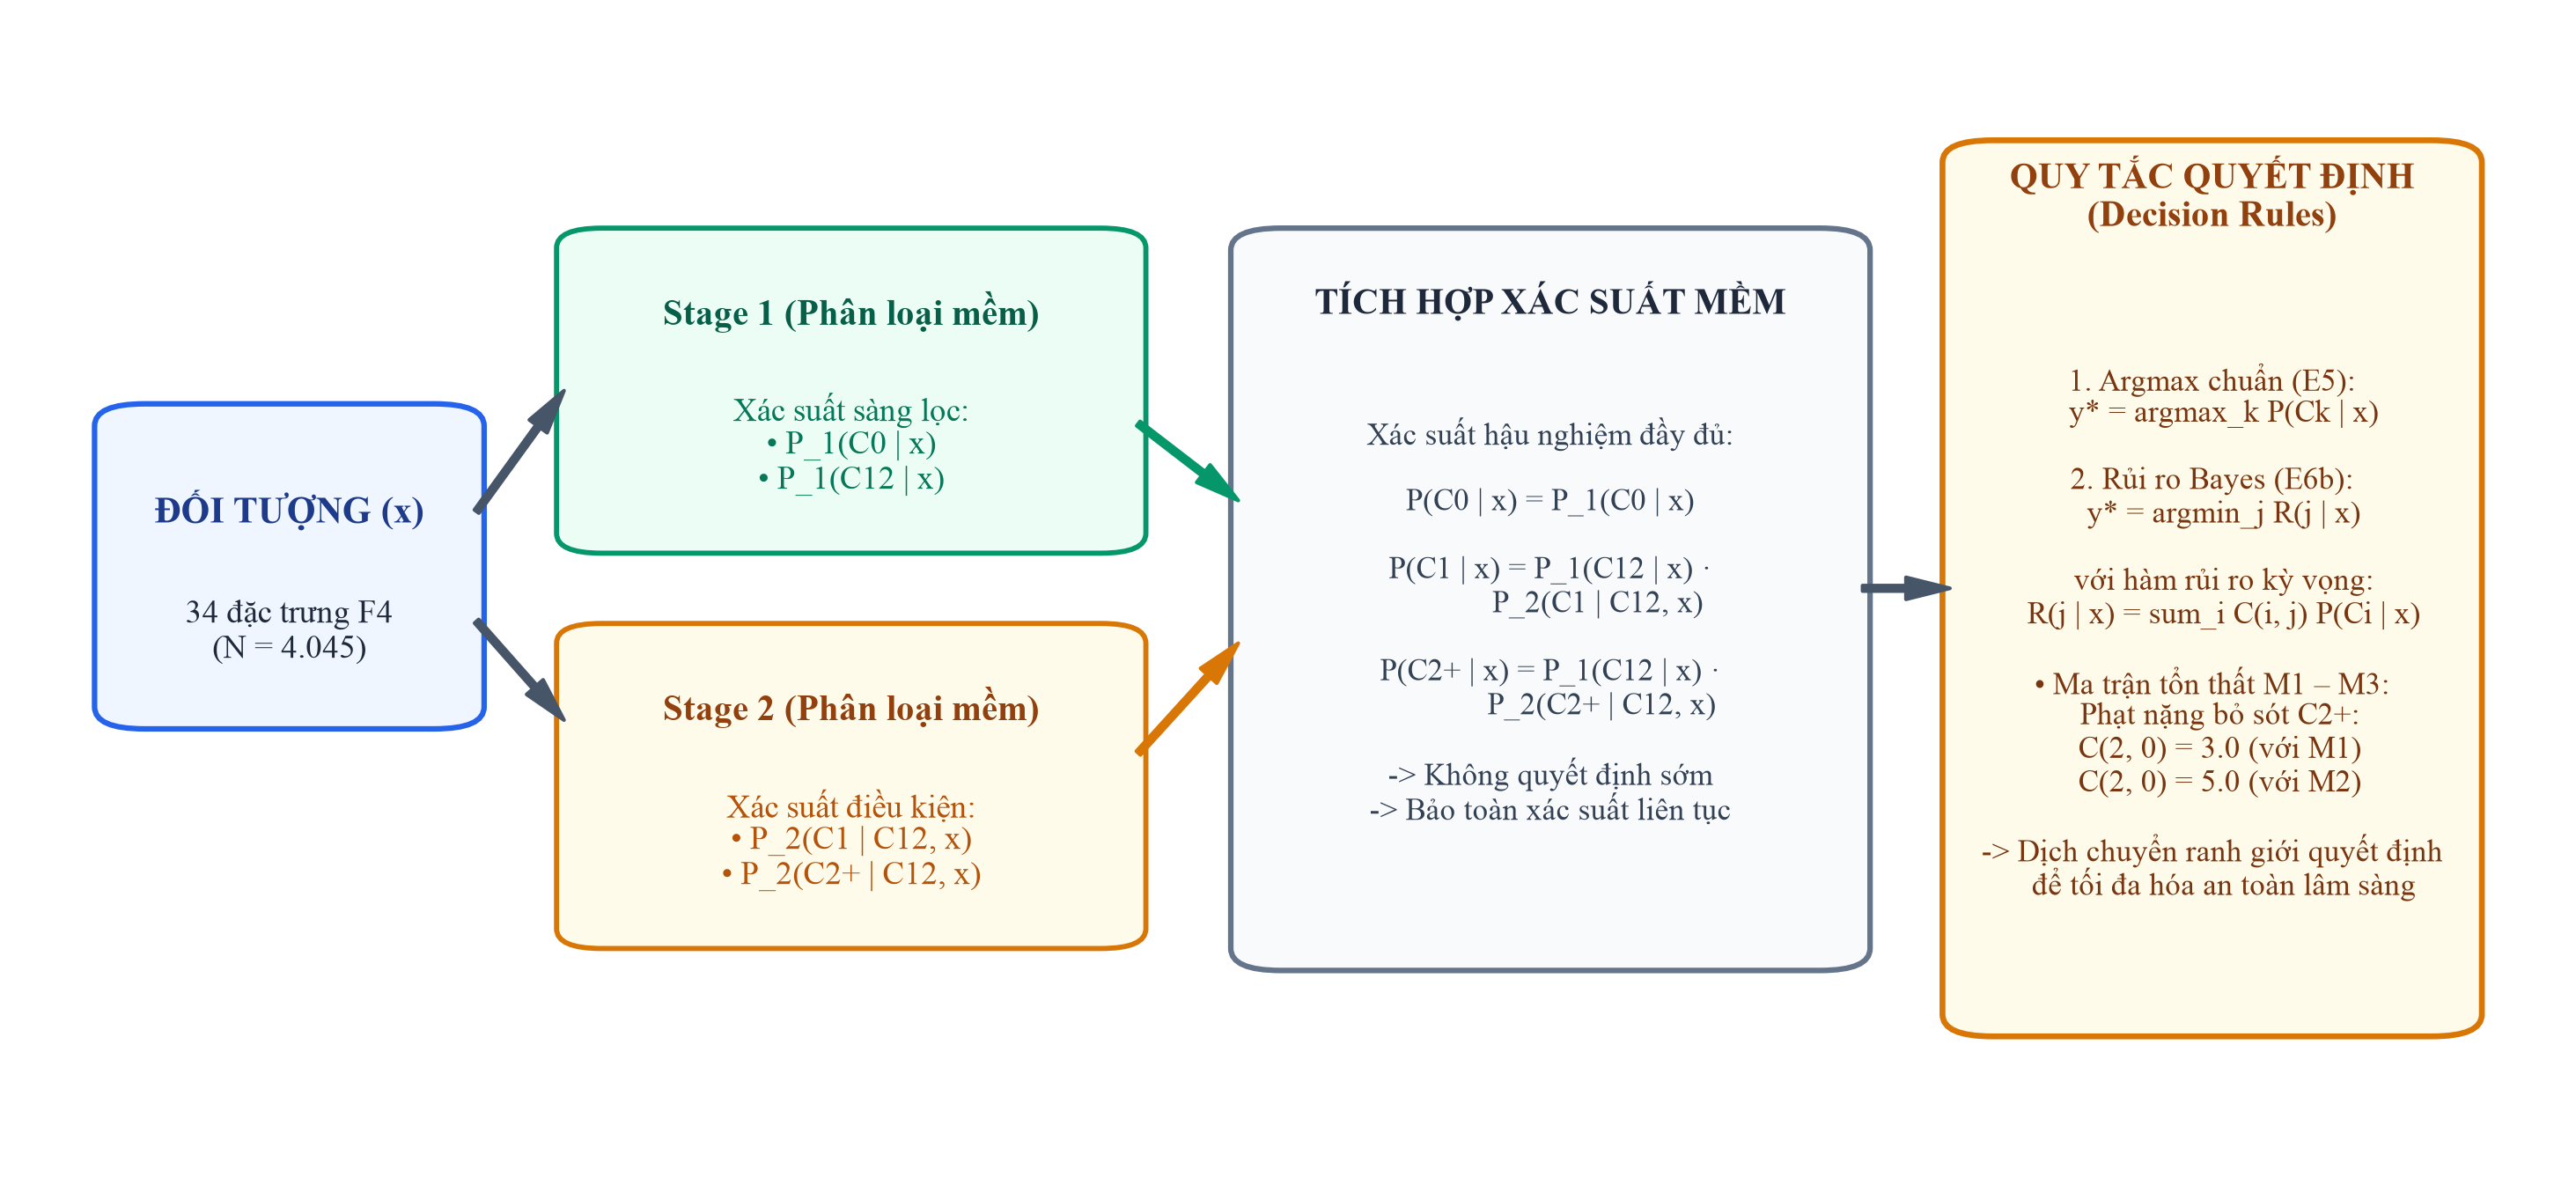 ĐỐI TƯỢNG (x)
34 đặc trưng F4
(N = 4.045)
Stage 1 (Phân loại mềm)
Xác suất sàng lọc:
• P_1(C0 | x)
• P_1(C12 | x)
Stage 2 (Phân loại mềm)
Xác suất điều kiện:
• P_2(C1 | C12, x)
• P_2(C2+ | C12, x)
TÍCH HỢP XÁC SUẤT MỀM
Xác suất hậu nghiệm đầy đủ:
P(C0 | x) = P_1(C0 | x)
P(C1 | x) = P_1(C12 | x) ·
P_2(C1 | C12, x)
P(C2+ | x) = P_1(C12 | x) ·
P_2(C2+ | C12, x)
-> Không quyết định sớm
-> Bảo toàn xác suất liên tục
QUY TẮC QUYẾT ĐỊNH
(Decision Rules)
1. Argmax chuẩn (E5):
y* = argmax_k P(Ck | x)
2. Rủi ro Bayes (E6b):
y* = argmin_j R(j | x)
với hàm rủi ro kỳ vọng:
R(j | x) = sum_i C(i, j) P(Ci | x)
• Ma trận tổn thất M1 – M3:
Phạt nặng bỏ sót C2+:
C(2, 0) = 3.0 (với M1)
C(2, 0) = 5.0 (với M2)
-> Dịch chuyển ranh giới quyết định
để tối đa hóa an toàn lâm sàng